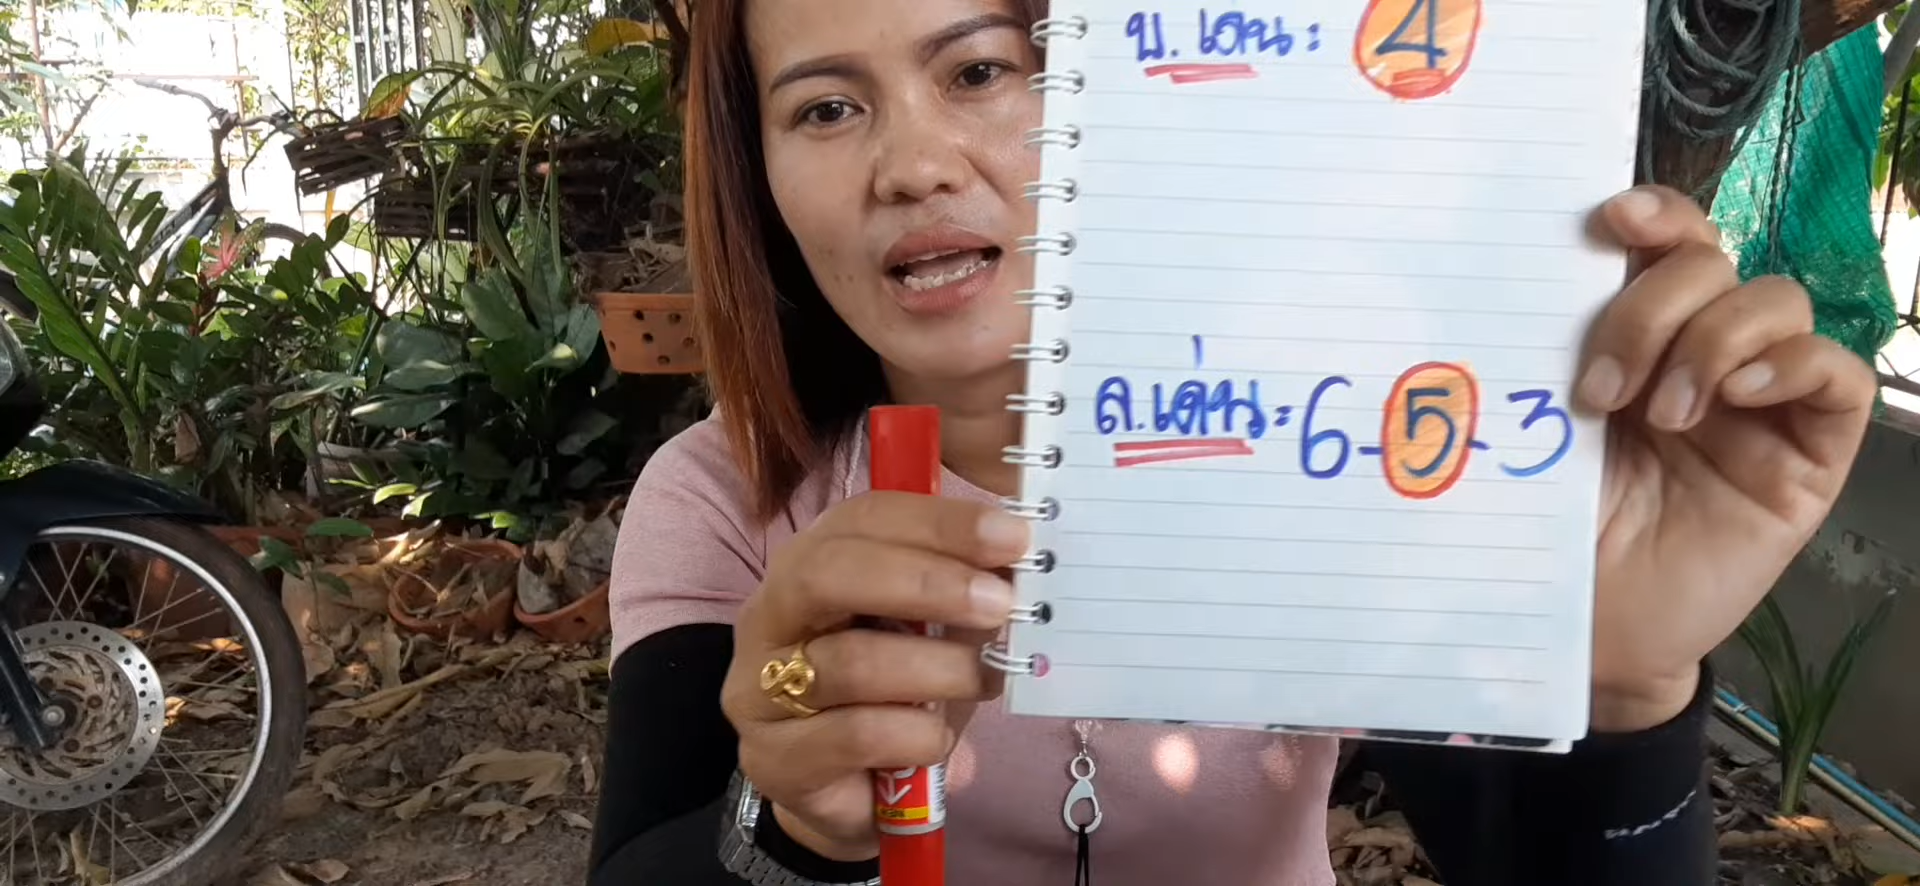 บ. เด่น : 4
ล.เด่น : 6-5-3